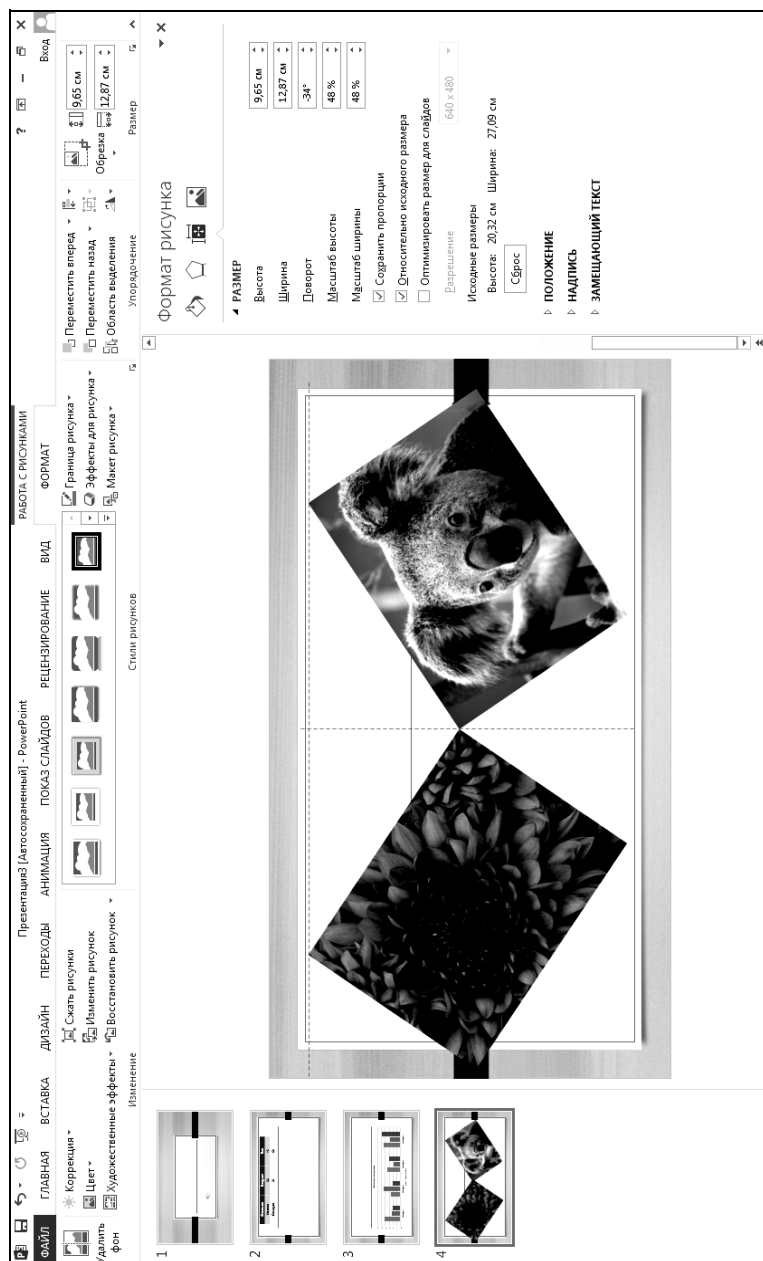 Презентация3 [Автосохраненный] - PowerPoint
РАБОТА С РИСУНКАМИ
?
Вход
ФАЙЛ
ГЛАВНАЯ
ВСТАВКА
ДИЗАЙН
ПЕРЕХОДЫ
АНИМАЦИЯ
ПОКАЗ СЛАЙДОВ
РЕЦЕНЗИРОВАНИЕ
ВИД
ФОРМАТ
Удалить
фон
Коррекция
Цвет
Художественные эффекты
Сжать рисунки
Изменить рисунок
Восстановить рисунок
Изменение
Стили рисунков
Граница рисунка
Эффекты для рисунка
Макет рисунка
Переместить вперед
Переместить назад
Область выделения
Упорядочение
Обрезка
9,65 см
12,87 см
Размер
1
2
3
4
Формат рисунка
РАЗМЕР
Высота 9,65 см
Ширина 12,87 см
Поворот -34°
Масштаб высоты 48 %
Масштаб ширины 48 %
Сохранить пропорции
Относительно исходного размера
Оптимизировать размер для слайдов
Разрешение 640 x 480
Исходные размеры
Высота: 20,32 см Ширина: 27,09 см
Сброс
ПОЛОЖЕНИЕ
НАДПИСЬ
ЗАМЕЩАЮЩИЙ ТЕКСТ